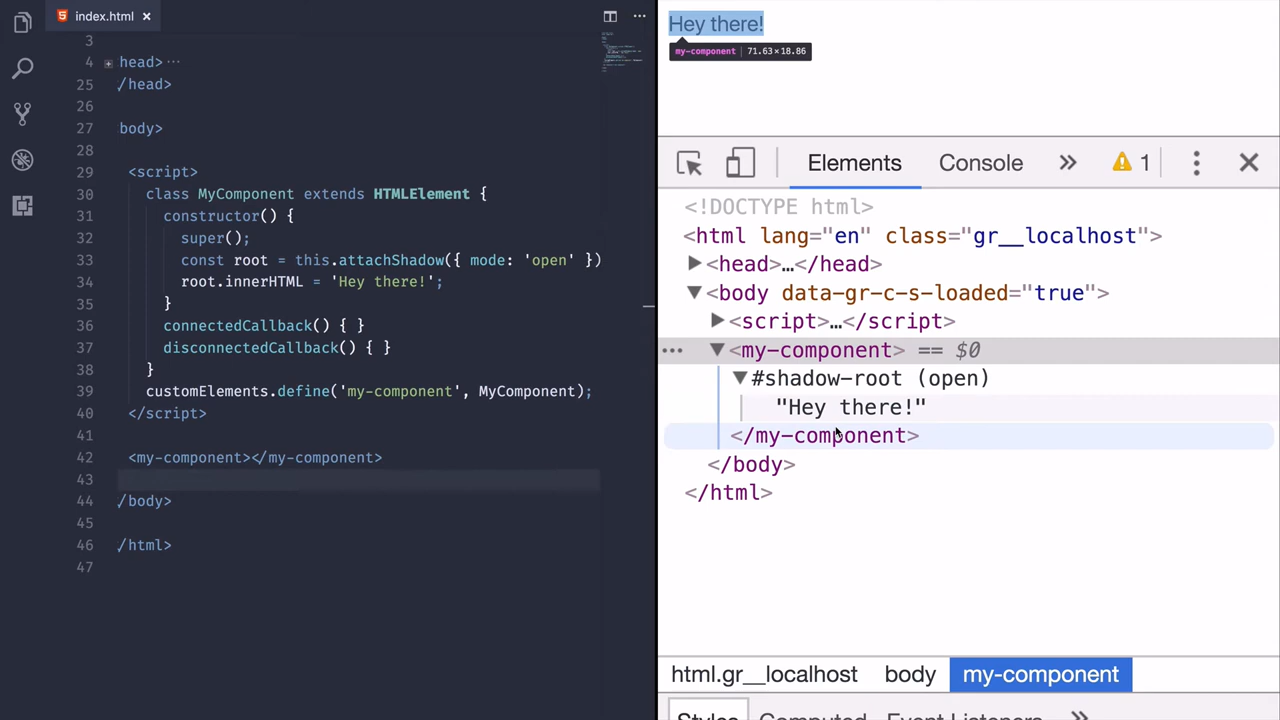 index.html ×
3
4 head> ···
25 /head>
26
27 body>
28
29 <script>
30 class MyComponent extends HTMLElement {
31 constructor() {
32 super();
33 const root = this.attachShadow({ mode: 'open' })
34 root.innerHTML = 'Hey there!';
35 }
36 connectedCallback() { }
37 disconnectedCallback() { }
38 }
39 customElements.define('my-component', MyComponent);
40 </script>
41
42 <my-component></my-component>
43
44 /body>
45
46 /html>
47
Hey there!
my-component | 71.63×18.86
Elements Console » 1
<!DOCTYPE html>
<html lang="en" class="gr__localhost">
<head>…</head>
<body data-gr-c-s-loaded="true">
<script>…</script>
··· <my-component> == $0
#shadow-root (open)
"Hey there!"
</my-component>
</body>
</html>
html.gr__localhost body my-component
Styles Computed Event Listeners »